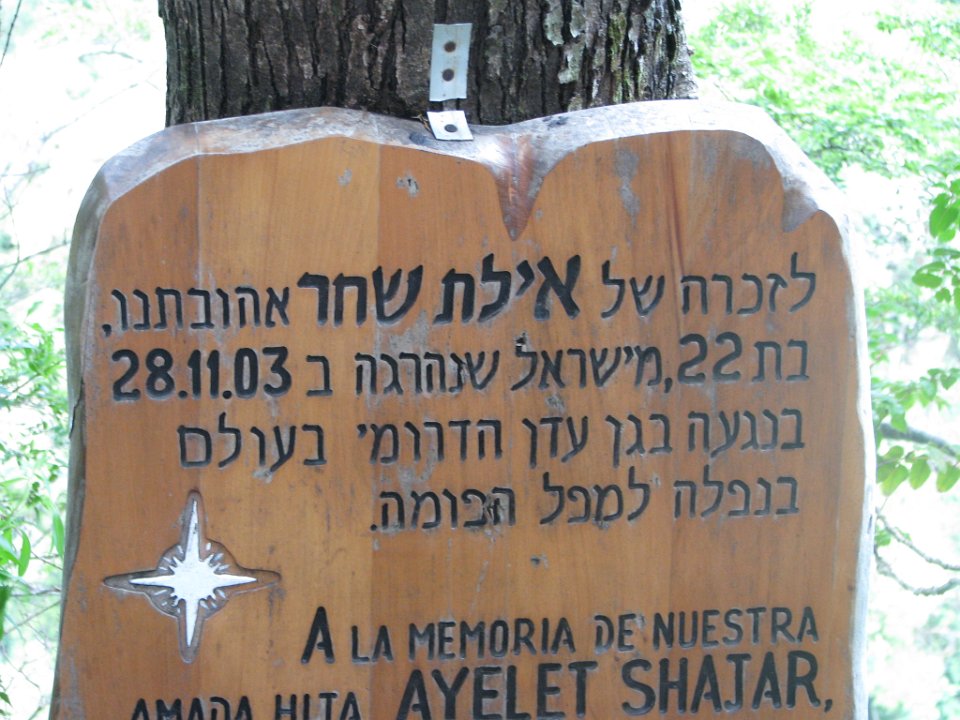 לזכרה של אילת שחר אהובתנו,
בת 22, מישראל שנהרגה ב 28.11.03
בנגעה בגן עדן הדרומי בעולם
בנפלה למפל הפומה.
A LA MEMORIA DE NUESTRA
AMADA HIJA AYELET SHAJAR,